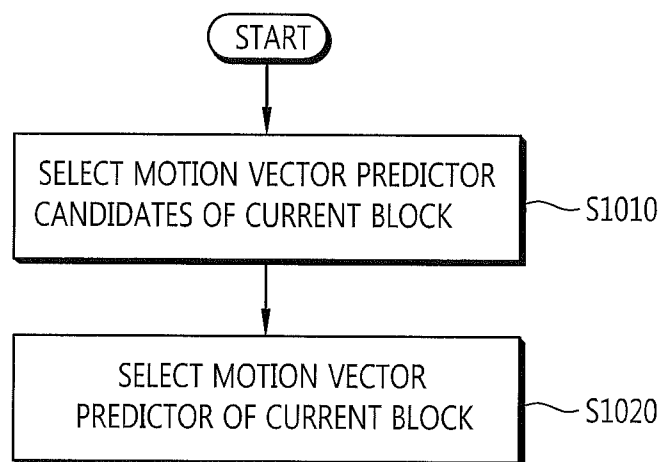 START
SELECT MOTION VECTOR PREDICTOR
CANDIDATES OF CURRENT BLOCK
S1010
SELECT MOTION VECTOR
PREDICTOR OF CURRENT BLOCK
S1020